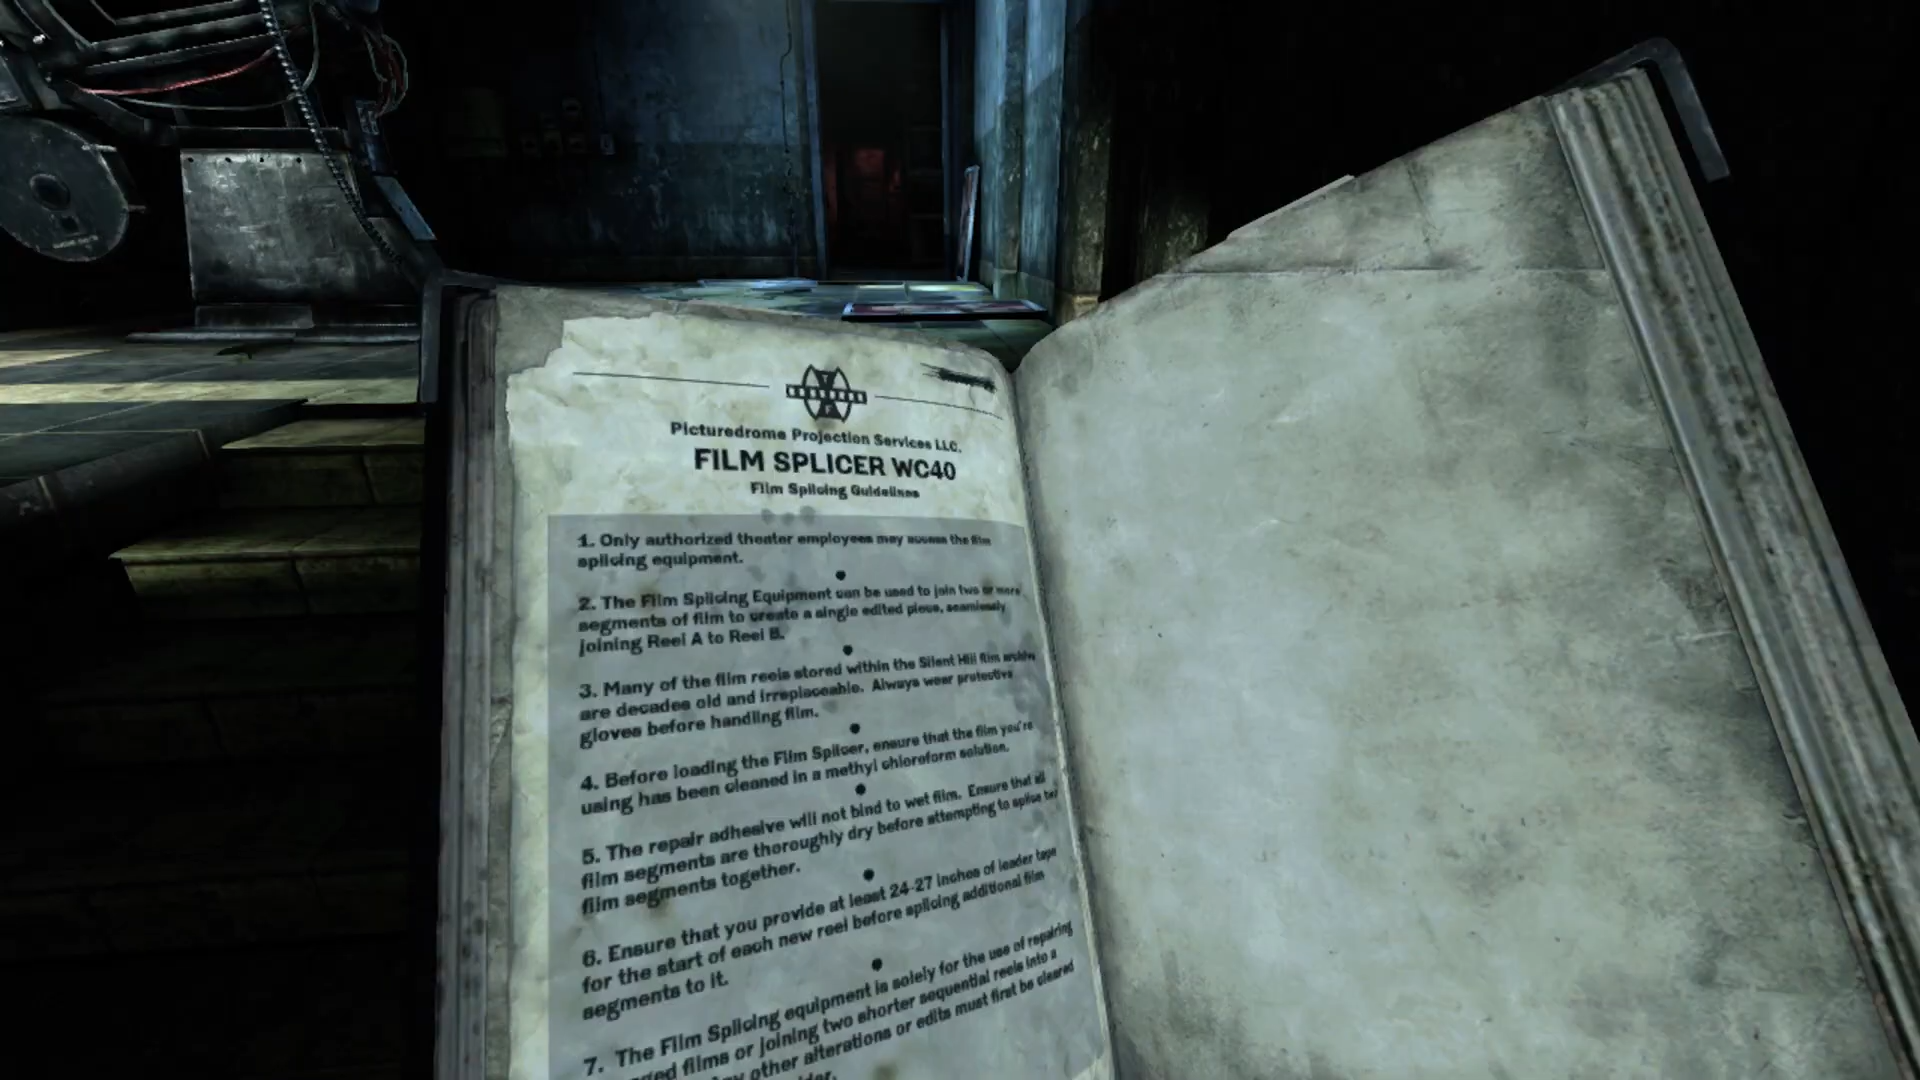 Picturedrome Projection Services LLC.
FILM SPLICER WC40
Film Splicing Guidelines
1. Only authorized theater employees may access the film
splicing equipment.
2. The Film Splicing Equipment can be used to join two or more
segments of film to create a single edited piece, seamlessly
joining Reel A to Reel B.
3. Many of the film reels stored within the Silent Hill film archive
are decades old and irreplaceable. Always wear protective
gloves before handling film.
4. Before loading the Film Splicer, ensure that the film you're
using has been cleaned in a methyl chloroform solution.
5. The repair adhesive will not bind to wet film. Ensure that all
film segments are thoroughly dry before attempting to splice two
film segments together.
6. Ensure that you provide at least 24-27 inches of leader tape
for the start of each new reel before splicing additional film
segments to it.
7. The Film Splicing equipment is solely for the use of repairing
films or joining two shorter sequential reels into a
other alterations or edits must first be cleared